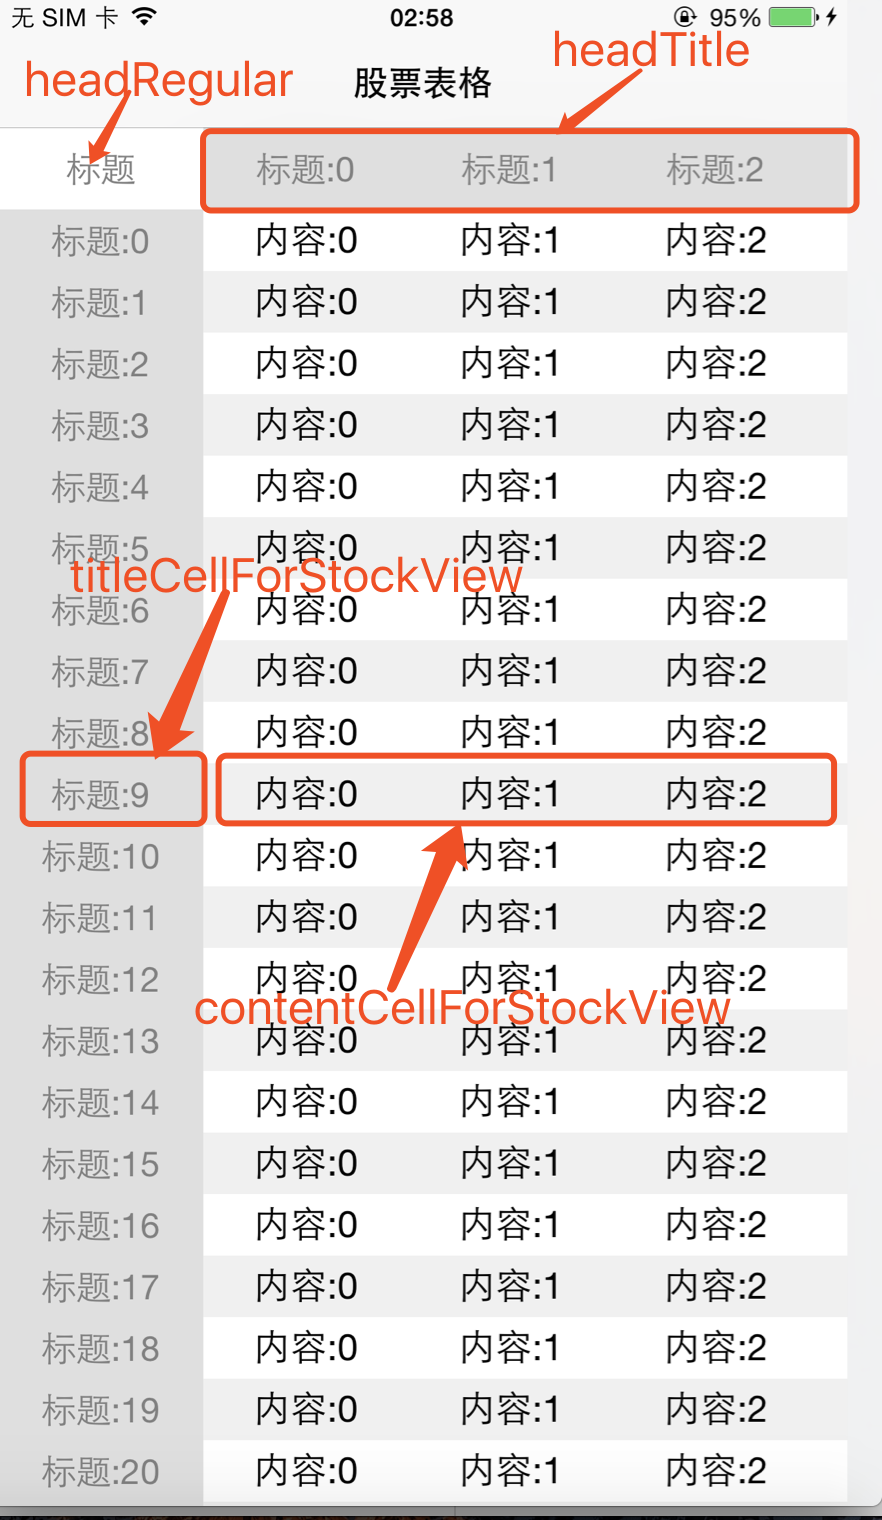 无 SIM 卡 02:58 95%
headTitle
headRegular 股票表格
标题 标题:0 标题:1 标题:2
标题:0 内容:0 内容:1 内容:2
标题:1 内容:0 内容:1 内容:2
标题:2 内容:0 内容:1 内容:2
标题:3 内容:0 内容:1 内容:2
标题:4 内容:0 内容:1 内容:2
标题:5 内容:0 内容:1 内容:2
titleCellForStockView
标题:6 内容:0 内容:1 内容:2
标题:7 内容:0 内容:1 内容:2
标题:8 内容:0 内容:1 内容:2
标题:9 内容:0 内容:1 内容:2
标题:10 内容:0 内容:1 内容:2
标题:11 内容:0 内容:1 内容:2
标题:12 内容:0 内容:1 内容:2
contentCellForStockView
标题:13 内容:0 内容:1 内容:2
标题:14 内容:0 内容:1 内容:2
标题:15 内容:0 内容:1 内容:2
标题:16 内容:0 内容:1 内容:2
标题:17 内容:0 内容:1 内容:2
标题:18 内容:0 内容:1 内容:2
标题:19 内容:0 内容:1 内容:2
标题:20 内容:0 内容:1 内容:2